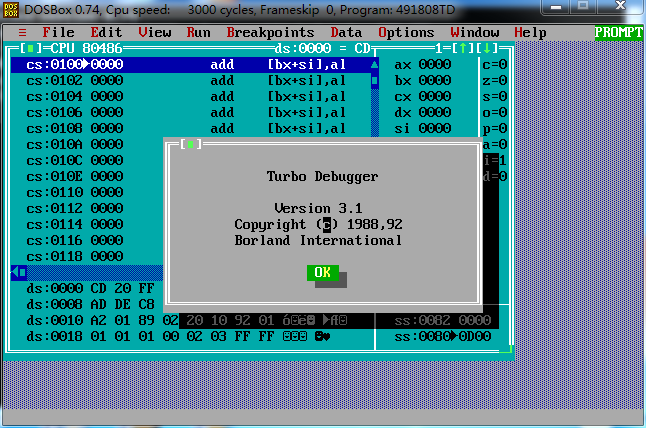 DOSBox 0.74, Cpu speed: 3000 cycles, Frameskip 0, Program: 491808TD
≡ File Edit View Run Breakpoints Data Options Window Help PROMPT
[■]=CPU 80486 ds:0000 = CD 1=[↑][↓]
cs:0100►0000 add [bx+si],al ax 0000 c=0
cs:0102 0000 add [bx+si],al bx 0000 z=0
cs:0104 0000 add [bx+si],al cx 0000 s=0
cs:0106 0000 add [bx+si],al dx 0000 o=0
cs:0108 0000 add [bx+si],al si 0000 p=0
cs:010A 0000 a=0
cs:010C 0000 i=1
cs:010E 0000 d=0
cs:0110 0000
cs:0112 0000
cs:0114 0000
cs:0116 0000
cs:0118 0000
[■]
Turbo Debugger
Version 3.1
Copyright (c) 1988,92
Borland International
OK
ds:0000 CD 20 FF
ds:0008 AD DE C8
ds:0010 A2 01 89 02 20 10 92 01 ss:0082 0000
ds:0018 01 01 01 00 02 03 FF FF ☺☺☺ ☻♥ ss:0080►0D00